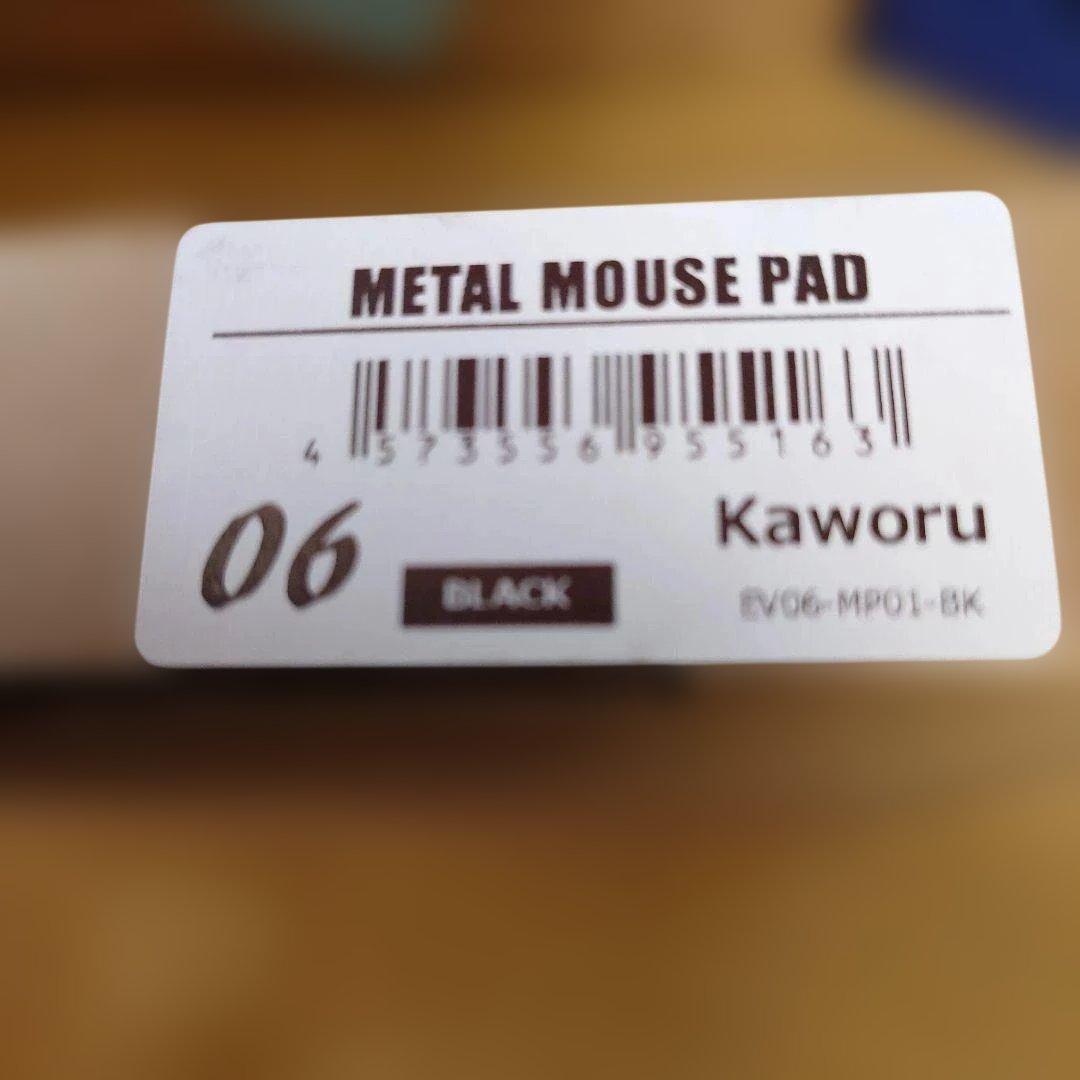 METAL MOUSE PAD
4 573556 955163
06 BLACK Kaworu
EV06-MP01-BK